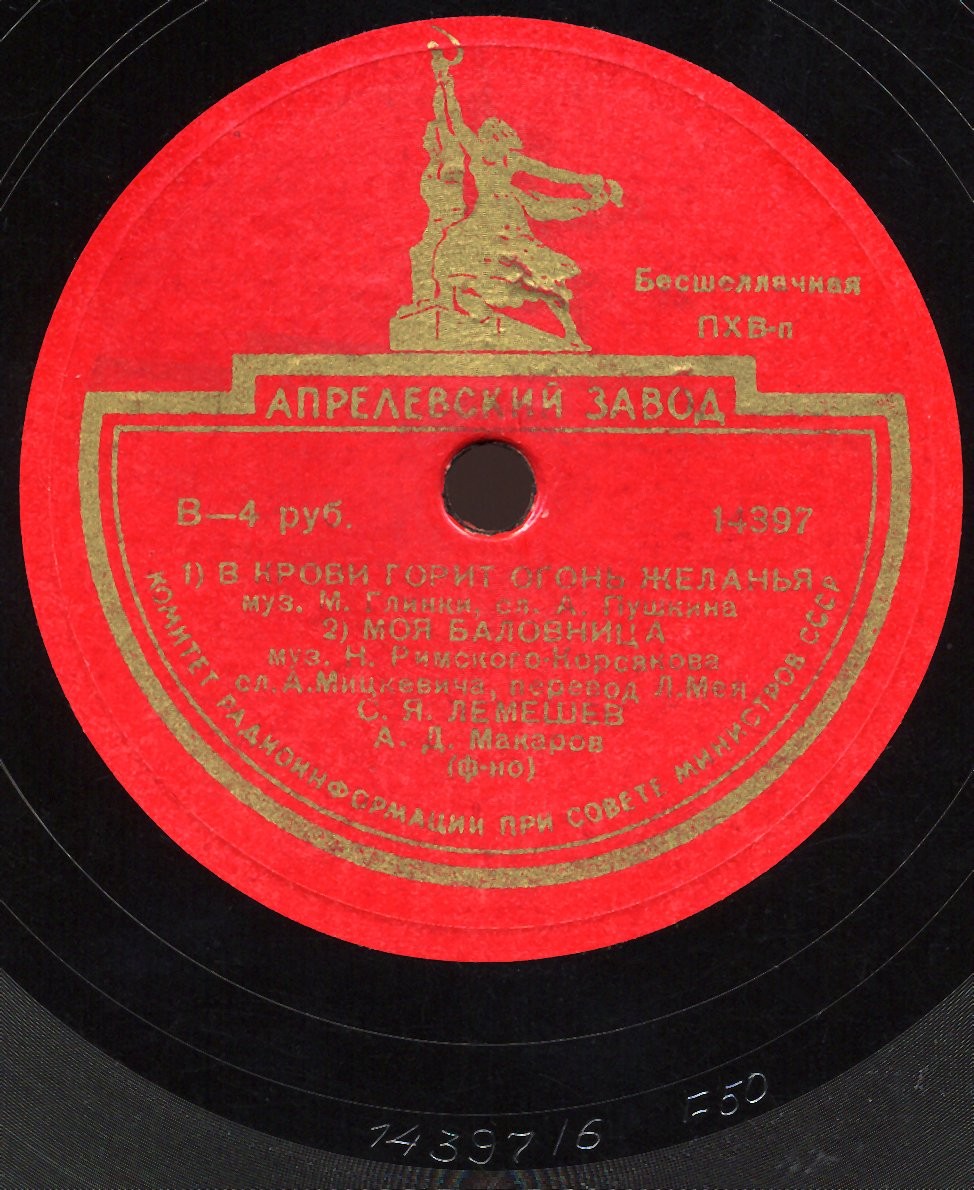 Бесшеллачная
ПХВ-п
АПРЕЛЕВСКИЙ ЗАВОД
В—4 руб.
14397
1) В КРОВИ ГОРИТ ОГОНЬ ЖЕЛАНЬЯ
муз. М. Глинки, сл. А. Пушкина
2) МОЯ БАЛОВНИЦА
муз. Н. Римского-Корсакова
сл. А. Мицкевича, перевод Л. Мея
С. Я. ЛЕМЕШЕВ
А. Д. Макаров
(ф-но)
КОМИТЕТ РАДИОИНФОРМАЦИИ ПРИ СОВЕТЕ МИНИСТРОВ СССР
14397/6
=50